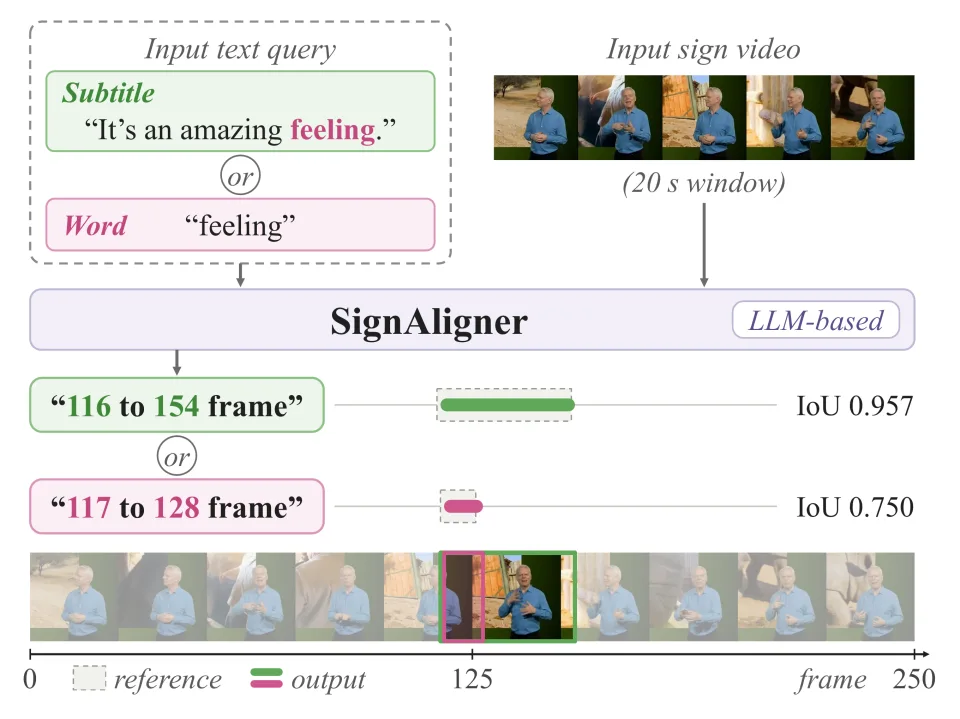 Input text query
Subtitle
“It’s an amazing feeling.”
or
Word “feeling”
Input sign video
(20 s window)
SignAligner
LLM-based
“116 to 154 frame”
IoU 0.957
or
“117 to 128 frame”
IoU 0.750
0 125 frame 250
reference output